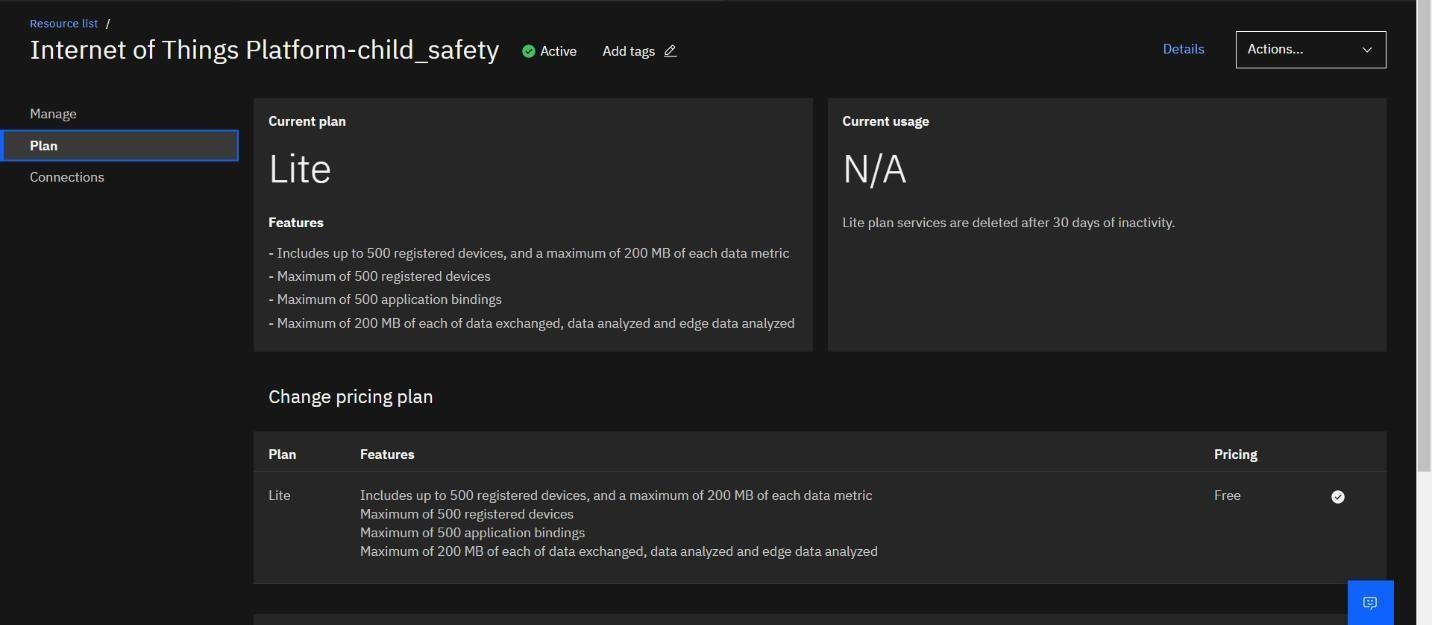 Resource list /
Internet of Things Platform-child_safety Active Add tags Details Actions...
Manage
Plan
Connections
Current plan
Lite
Features
- Includes up to 500 registered devices, and a maximum of 200 MB of each data metric
- Maximum of 500 registered devices
- Maximum of 500 application bindings
- Maximum of 200 MB of each of data exchanged, data analyzed and edge data analyzed
Current usage
N/A
Lite plan services are deleted after 30 days of inactivity.
Change pricing plan
Plan Features Pricing
Lite Includes up to 500 registered devices, and a maximum of 200 MB of each data metric Free
Maximum of 500 registered devices
Maximum of 500 application bindings
Maximum of 200 MB of each of data exchanged, data analyzed and edge data analyzed